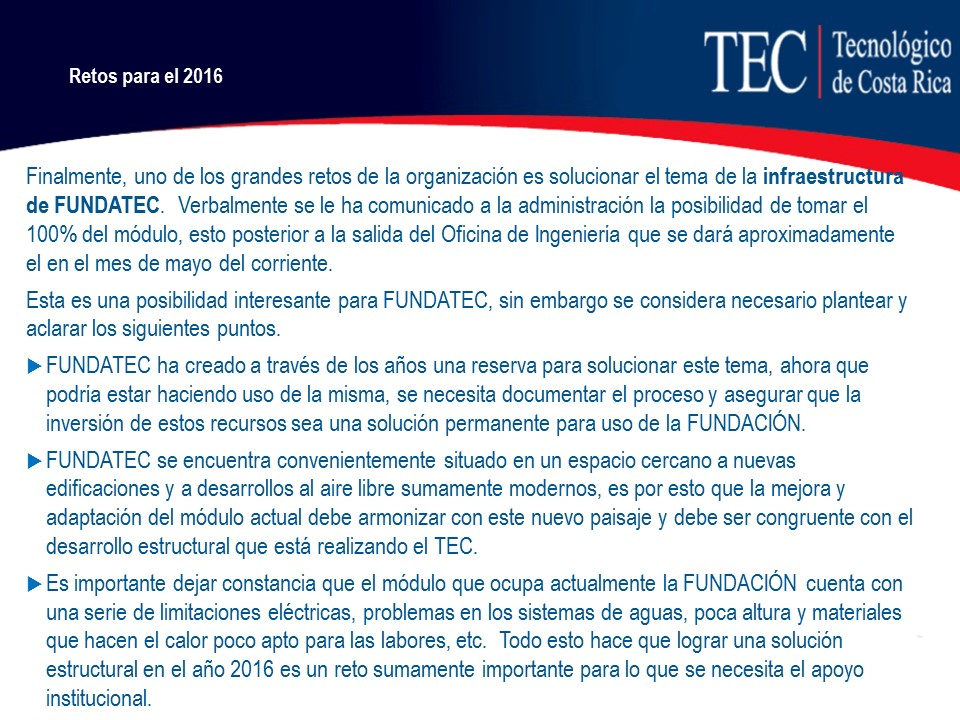 Retos para el 2016
TEC
Tecnológico
de Costa Rica
Finalmente, uno de los grandes retos de la organización es solucionar el tema de la infraestructura
de FUNDATEC. Verbalmente se le ha comunicado a la administración la posibilidad de tomar el
100% del módulo, esto posterior a la salida del Oficina de Ingeniería que se dará aproximadamente
el en el mes de mayo del corriente.
Esta es una posibilidad interesante para FUNDATEC, sin embargo se considera necesario plantear y
aclarar los siguientes puntos.
▶ FUNDATEC ha creado a través de los años una reserva para solucionar este tema, ahora que
podría estar haciendo uso de la misma, se necesita documentar el proceso y asegurar que la
inversión de estos recursos sea una solución permanente para uso de la FUNDACIÓN.
▶ FUNDATEC se encuentra convenientemente situado en un espacio cercano a nuevas
edificaciones y a desarrollos al aire libre sumamente modernos, es por esto que la mejora y
adaptación del módulo actual debe armonizar con este nuevo paisaje y debe ser congruente con el
desarrollo estructural que está realizando el TEC.
▶ Es importante dejar constancia que el módulo que ocupa actualmente la FUNDACIÓN cuenta con
una serie de limitaciones eléctricas, problemas en los sistemas de aguas, poca altura y materiales
que hacen el calor poco apto para las labores, etc. Todo esto hace que lograr una solución
estructural en el año 2016 es un reto sumamente importante para lo que se necesita el apoyo
institucional.